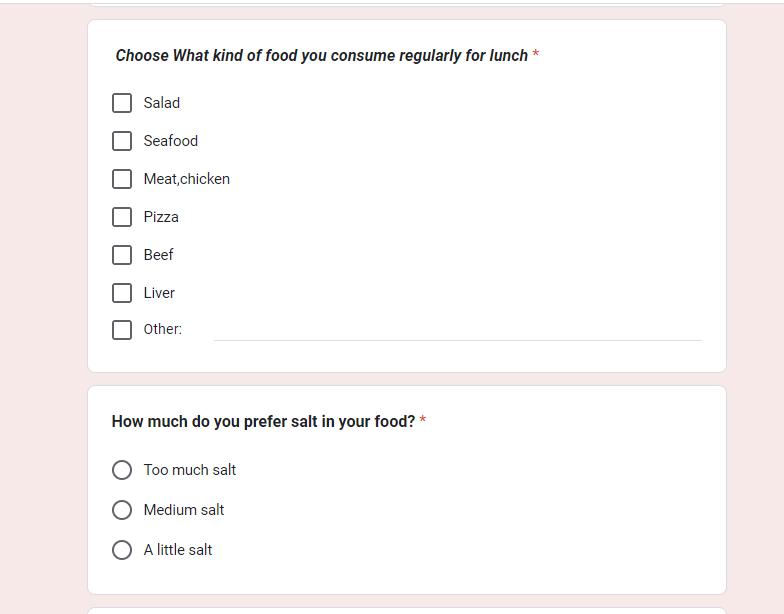 Choose What kind of food you consume regularly for lunch *
Salad
Seafood
Meat,chicken
Pizza
Beef
Liver
Other:
How much do you prefer salt in your food? *
Too much salt
Medium salt
A little salt